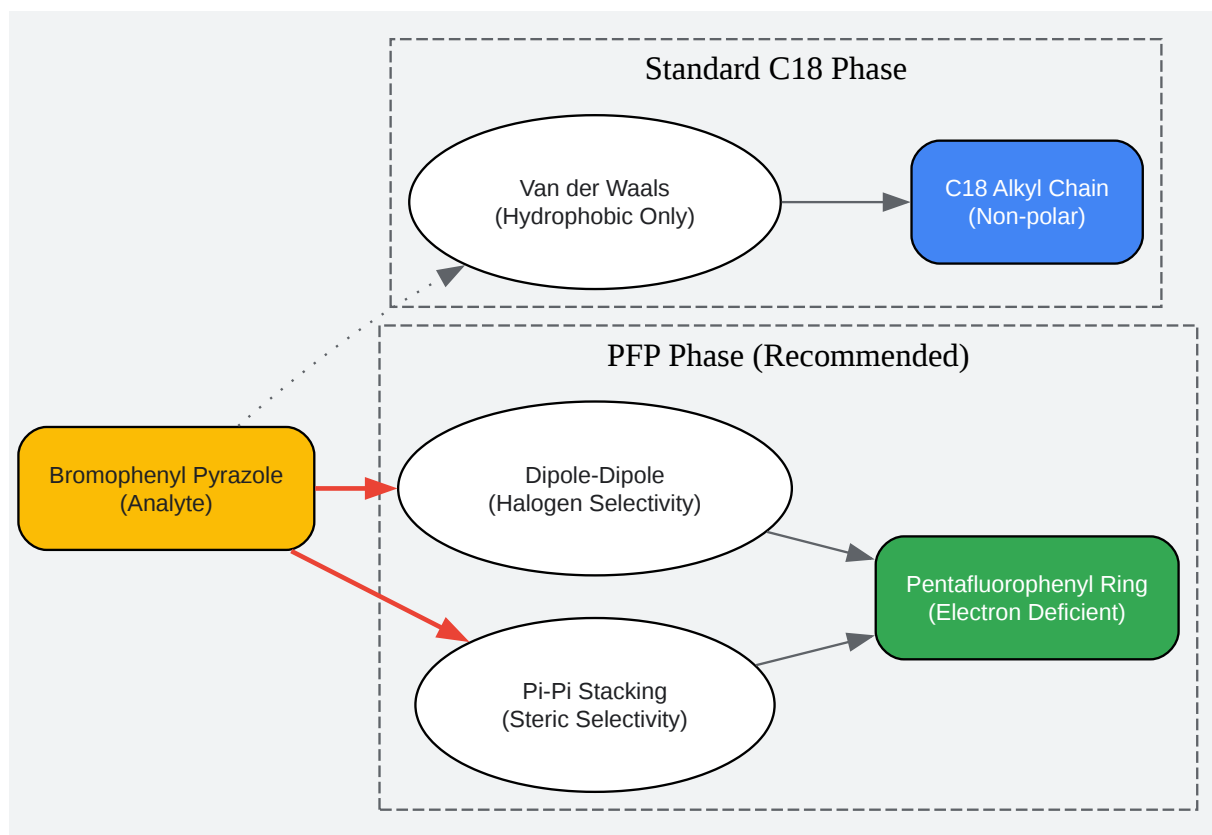 Standard C18 Phase
Van der Waals
(Hydrophobic Only)
C18 Alkyl Chain
(Non-polar)
PFP Phase (Recommended)
Bromophenyl Pyrazole
(Analyte)
Dipole-Dipole
(Halogen Selectivity)
Pentafluorophenyl Ring
(Electron Deficient)
Pi-Pi Stacking
(Steric Selectivity)